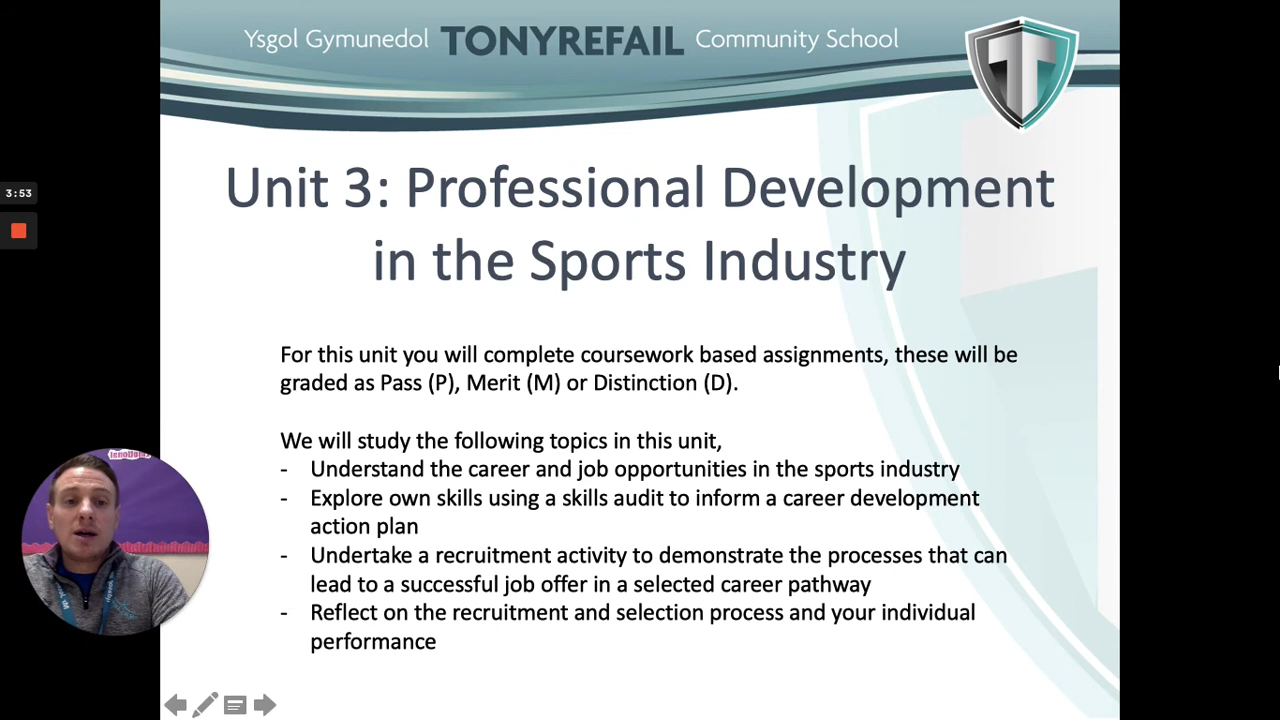 Ysgol Gymunedol TONYREFAIL Community School
3:53
Unit 3: Professional Development
in the Sports Industry
For this unit you will complete coursework based assignments, these will be
graded as Pass (P), Merit (M) or Distinction (D).
We will study the following topics in this unit,
- Understand the career and job opportunities in the sports industry
- Explore own skills using a skills audit to inform a career development
action plan
- Undertake a recruitment activity to demonstrate the processes that can
lead to a successful job offer in a selected career pathway
- Reflect on the recruitment and selection process and your individual
performance